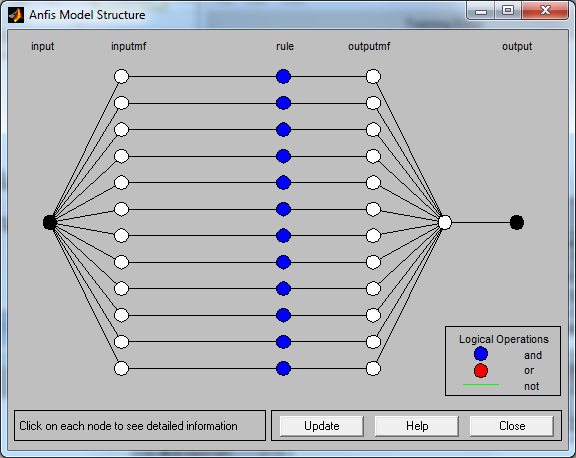 Anfis Model Structure
input inputmf rule outputmf output
Logical Operations
and
or
not
Click on each node to see detailed information
Update Help Close